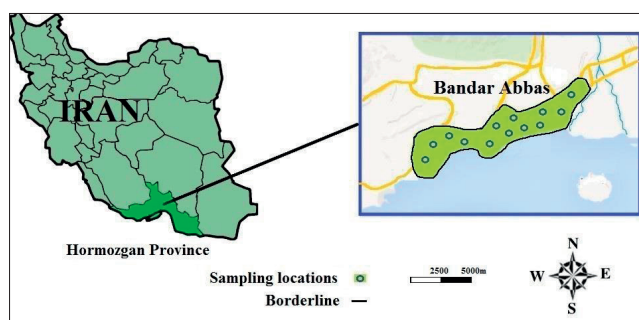 IRAN
Bandar Abbas
Hormozgan Province
Sampling locations
Borderline
2500 5000m
N
W E
S